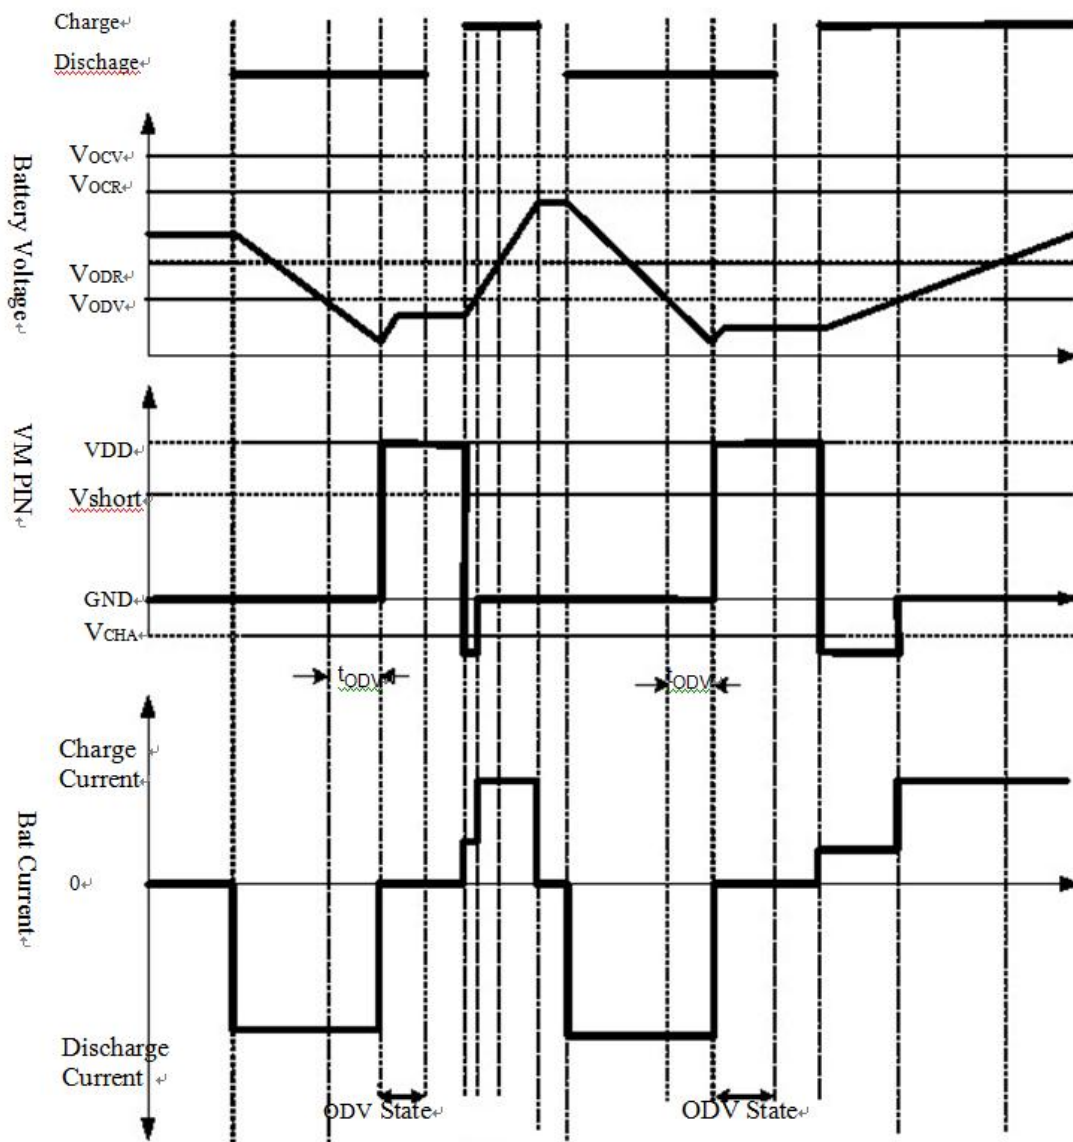 Charge↵
Dischage↵
Battery Voltage↵
VOCV↵
VOCR↵
VODR↵
VODV↵
VM PIN↵
VDD↵
Vshort↵
GND↵
VCHA↵
tODV
tODV
Charge ↵
Current↵
Bat Current↵
0↵
Discharge
Current ↵
ODV State↵
ODV State↵